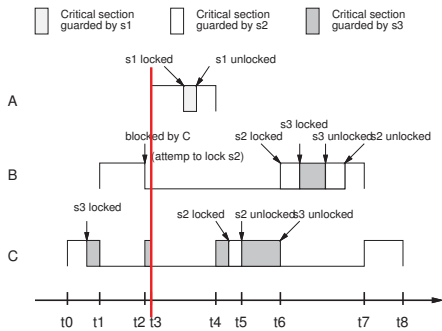 Critical section
guarded by s1
Critical section
guarded by s2
Critical section
guarded by s3
s1 locked
s1 unlocked
A
s3 locked
blocked by C
s2 locked
s3 unlocked
s2 unlocked
(attemp to lock s2)
B
s3 locked
s2 locked
s2 unlocked
s3 unlocked
C
t0 t1 t2 t3 t4 t5 t6 t7 t8